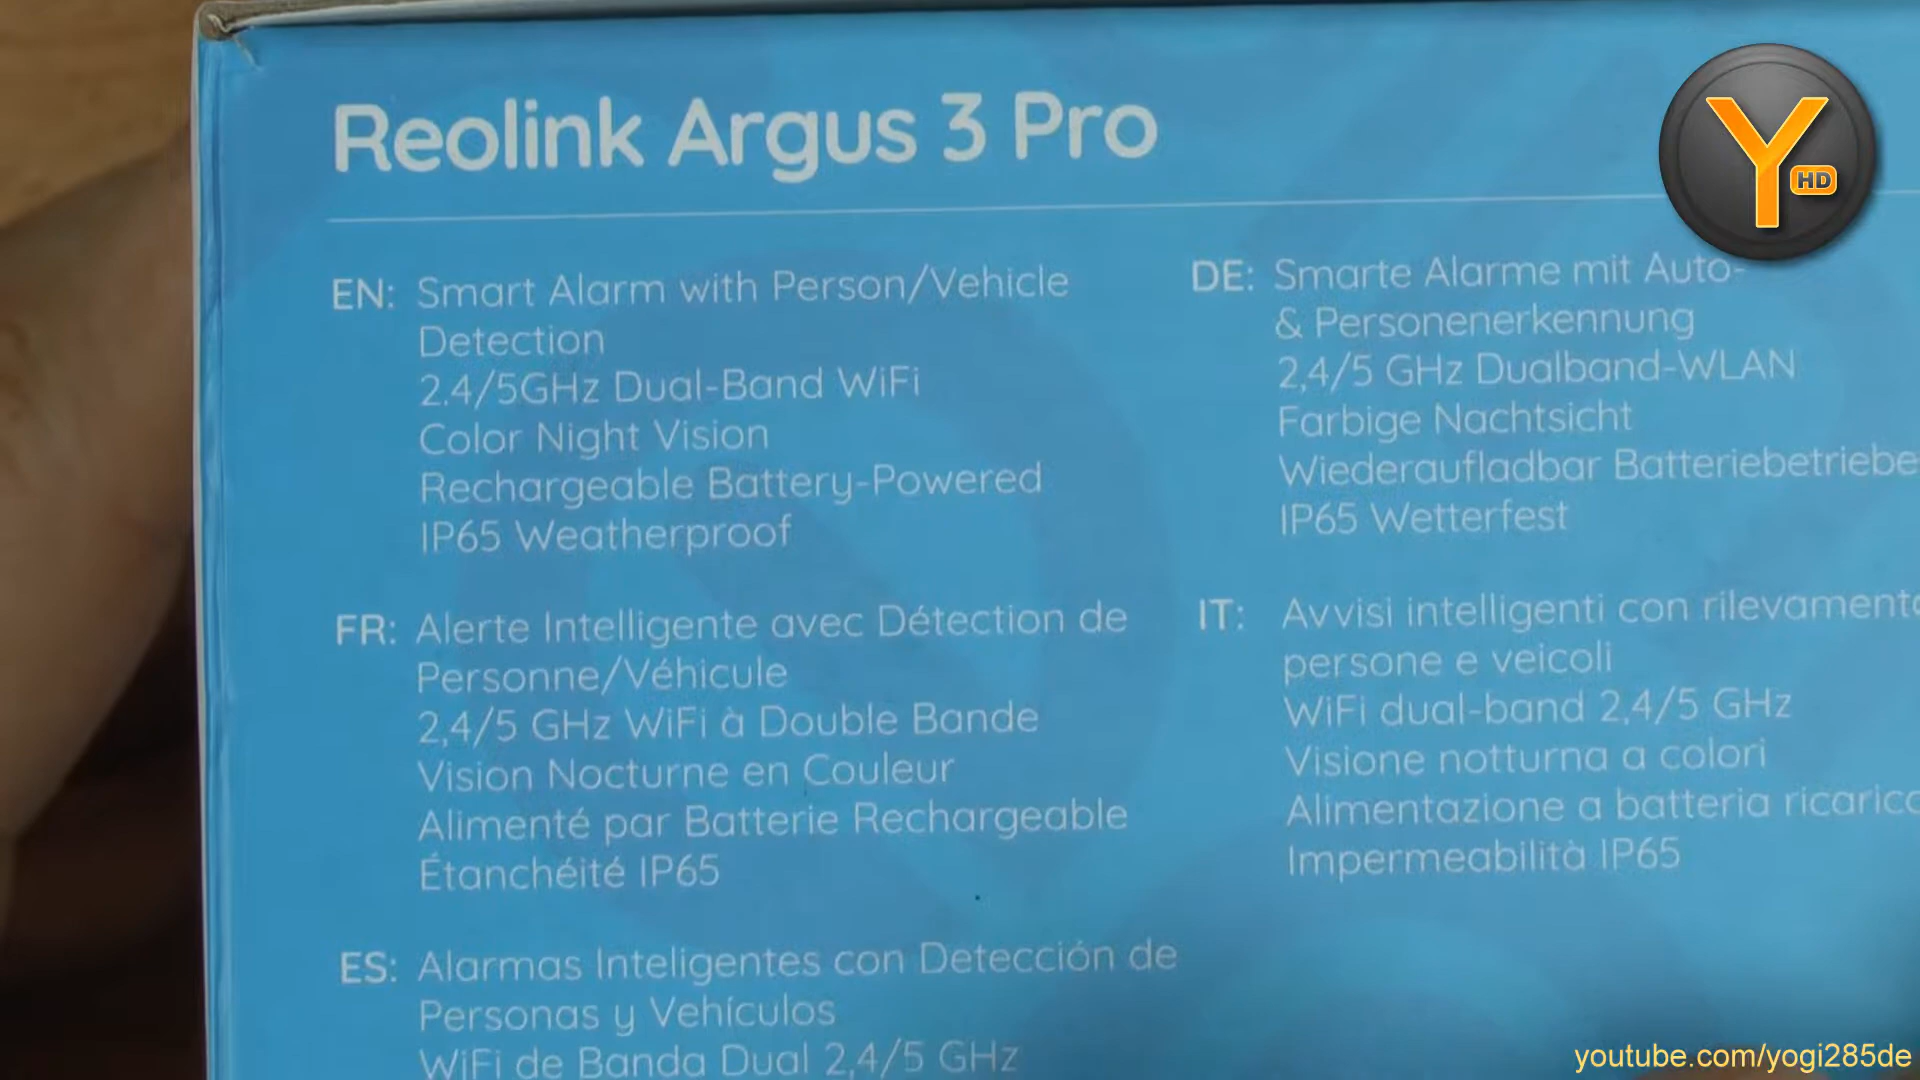 Reolink Argus 3 Pro
EN: Smart Alarm with Person/Vehicle
Detection
2.4/5GHz Dual-Band WiFi
Color Night Vision
Rechargeable Battery-Powered
IP65 Weatherproof
DE: Smarte Alarme mit Auto-
& Personenerkennung
2,4/5 GHz Dualband-WLAN
Farbige Nachtsicht
Wiederaufladbar Batteriebetriebe
IP65 Wetterfest
FR: Alerte Intelligente avec Détection de
Personne/Véhicule
2,4/5 GHz WiFi à Double Bande
Vision Nocturne en Couleur
Alimenté par Batterie Rechargeable
Étanchéité IP65
IT: Avvisi intelligenti con rilevamento
persone e veicoli
WiFi dual-band 2,4/5 GHz
Visione notturna a colori
Alimentazione a batteria ricarica
Impermeabilità IP65
ES: Alarmas Inteligentes con Detección de
Personas y Vehículos
WiFi de Banda Dual 2,4/5 GHz
Y HD
youtube.com/yogi285de